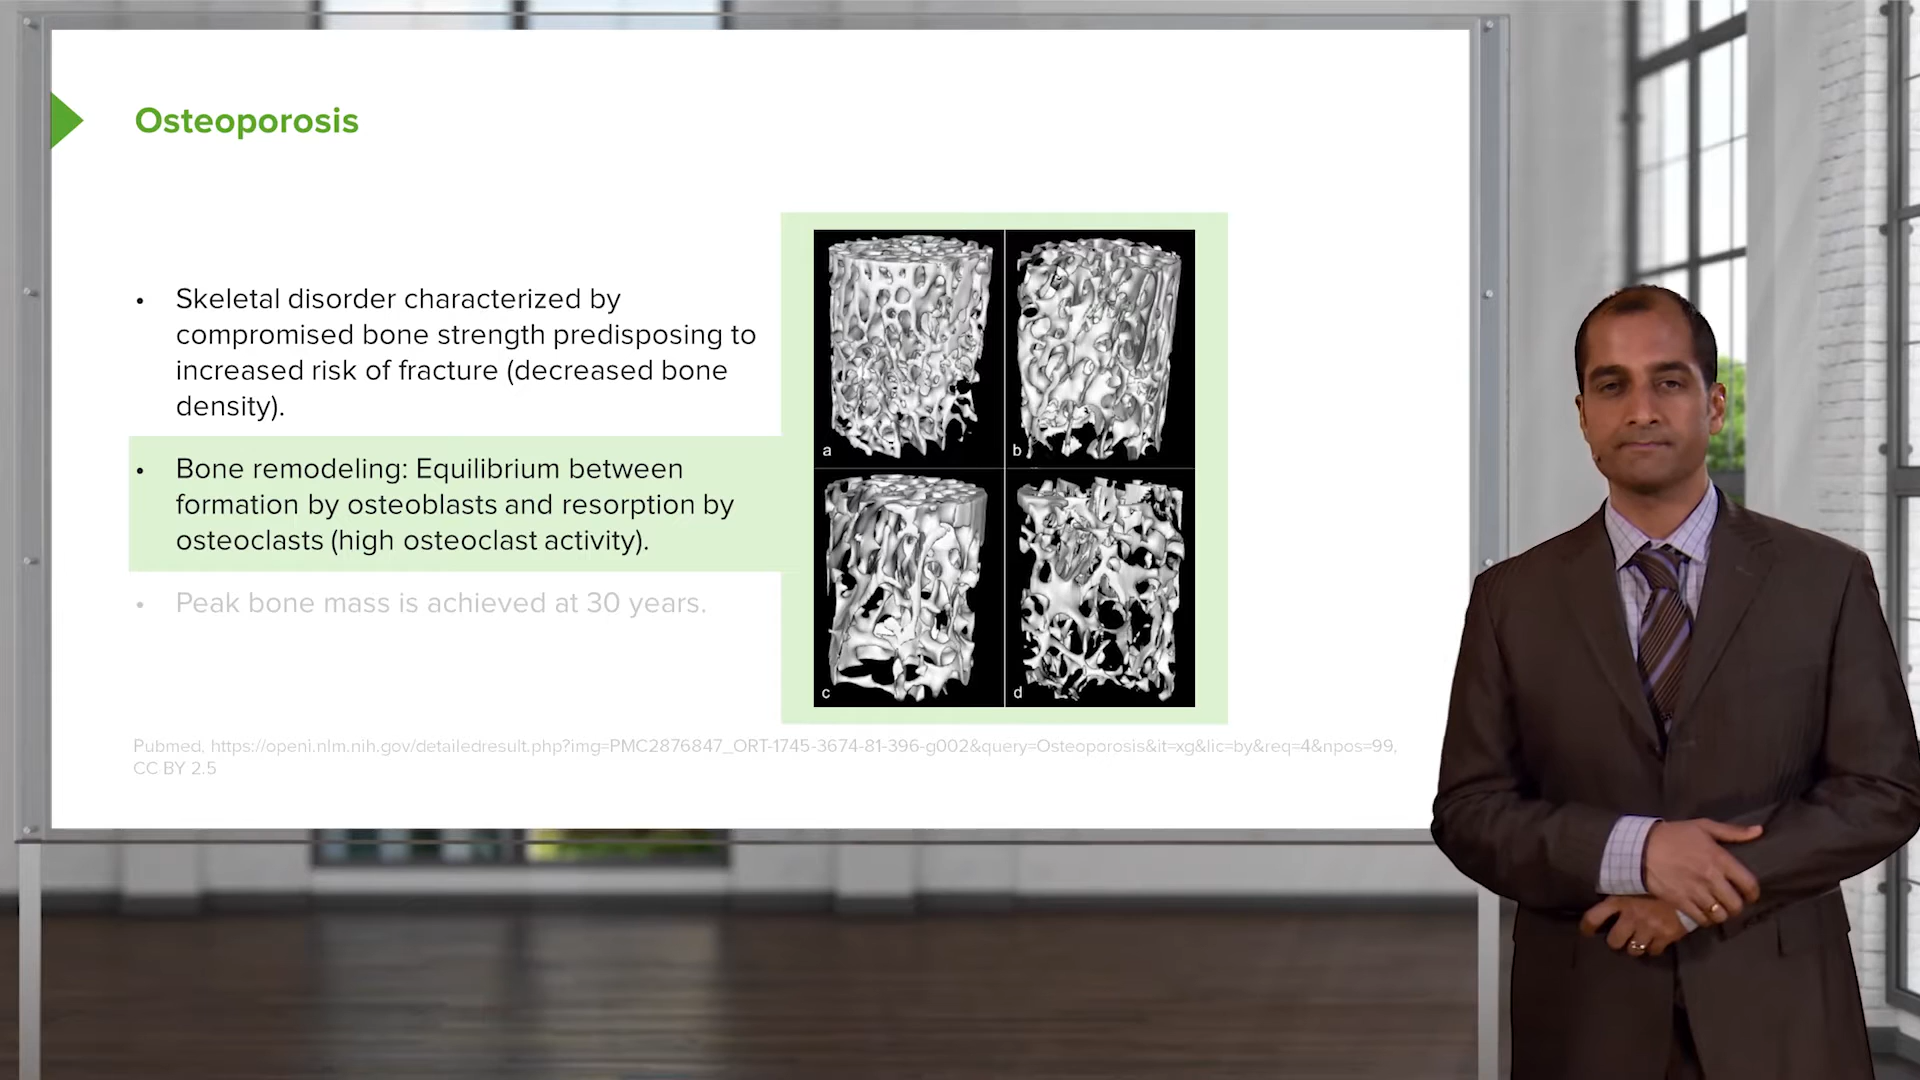 Osteoporosis
• Skeletal disorder characterized by
compromised bone strength predisposing to
increased risk of fracture (decreased bone
density).
• Bone remodeling: Equilibrium between
formation by osteoblasts and resorption by
osteoclasts (high osteoclast activity).
• Peak bone mass is achieved at 30 years.
a
b
c
d
Pubmed, https://openi.nlm.nih.gov/detailedresult.php?img=PMC2876847_ORT-1745-3674-81-396-g002&query=Osteoporosis&it=xg&lic=by&req=4&npos=99,
CC BY 2.5